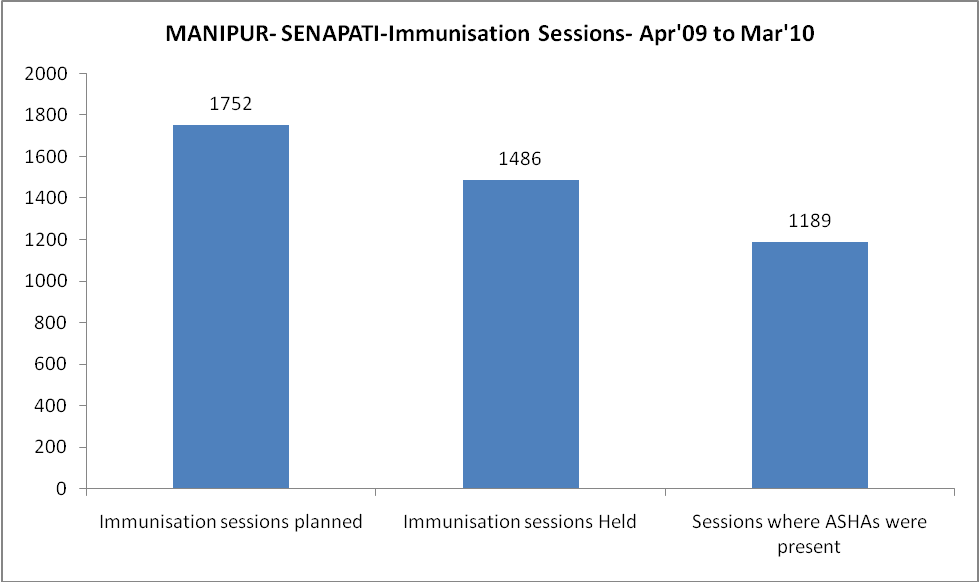 MANIPUR- SENAPATI-Immunisation Sessions- Apr'09 to Mar'10
2000
1800
1600
1400
1200
1000
800
600
400
200
0
1752
1486
1189
Immunisation sessions planned
Immunisation sessions Held
Sessions where ASHAs were
present